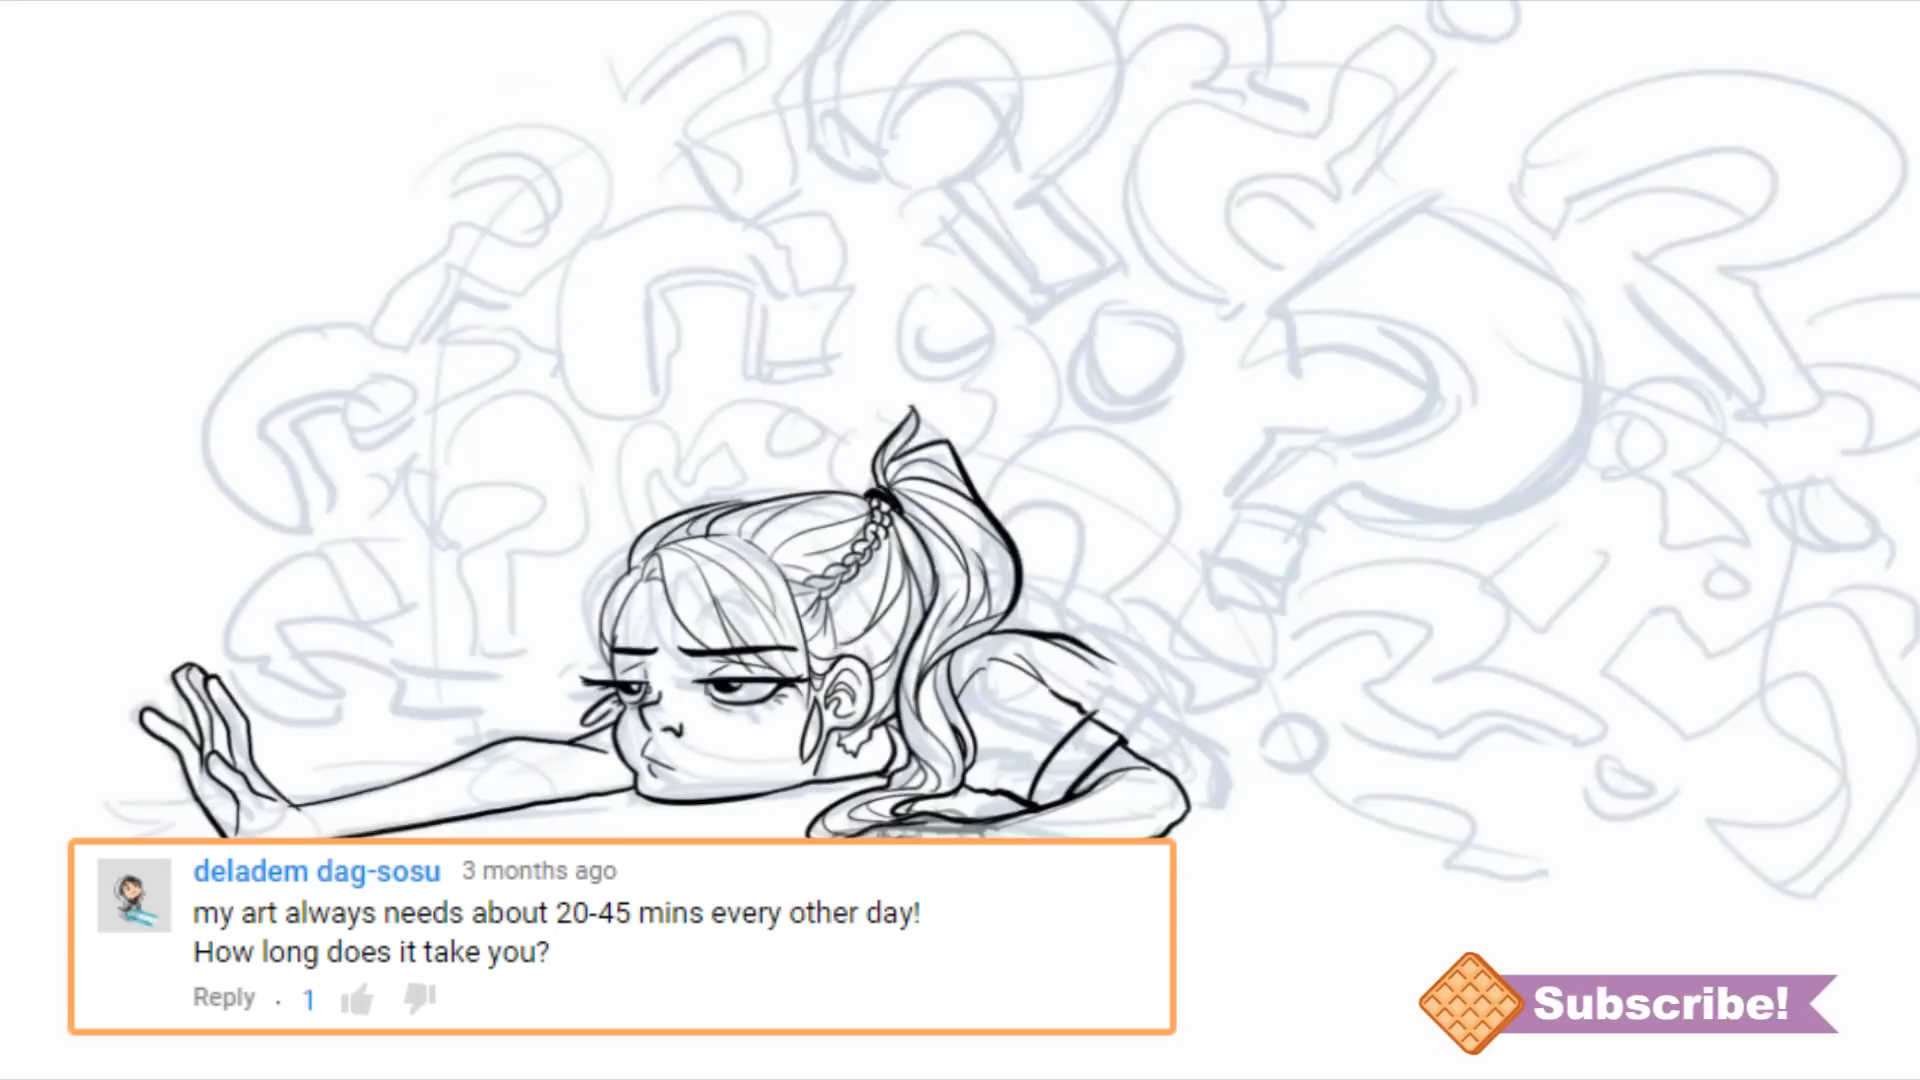 deladem dag-sosu 3 months ago
my art always needs about 20-45 mins every other day!
How long does it take you?
Reply · 1
Subscribe!